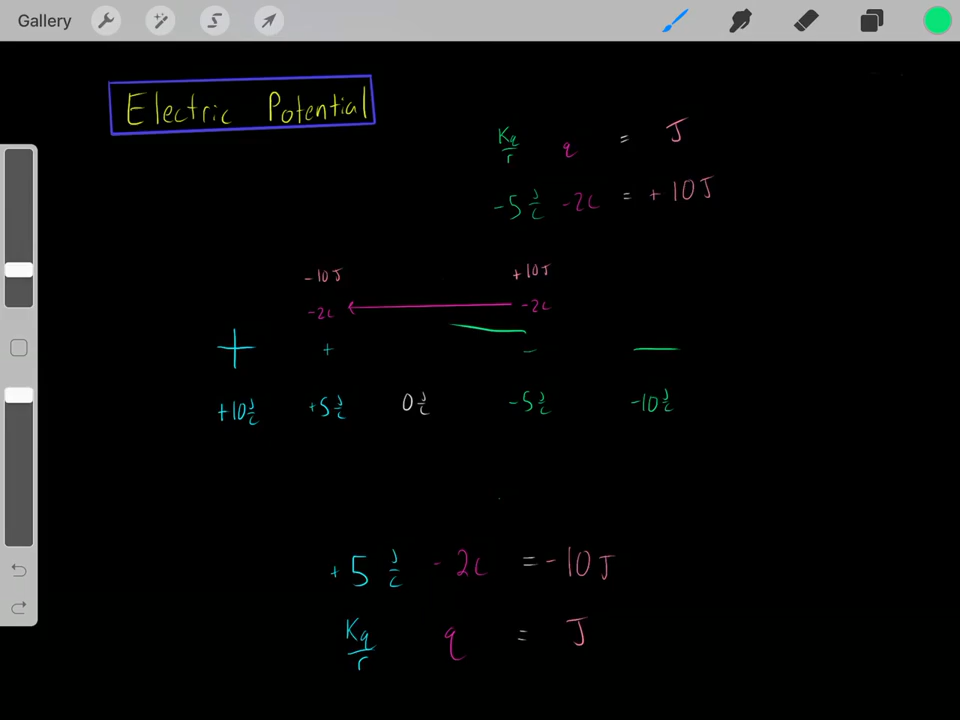 Gallery
Electric Potential
Kq/r q = J
-5 J/C -2C = +10J
-10J +10J
-2C -2C
+ + - -
+10 J/C +5 J/C 0 J/C -5 J/C -10 J/C
+5 J/C -2C = -10J
Kq/r q = J